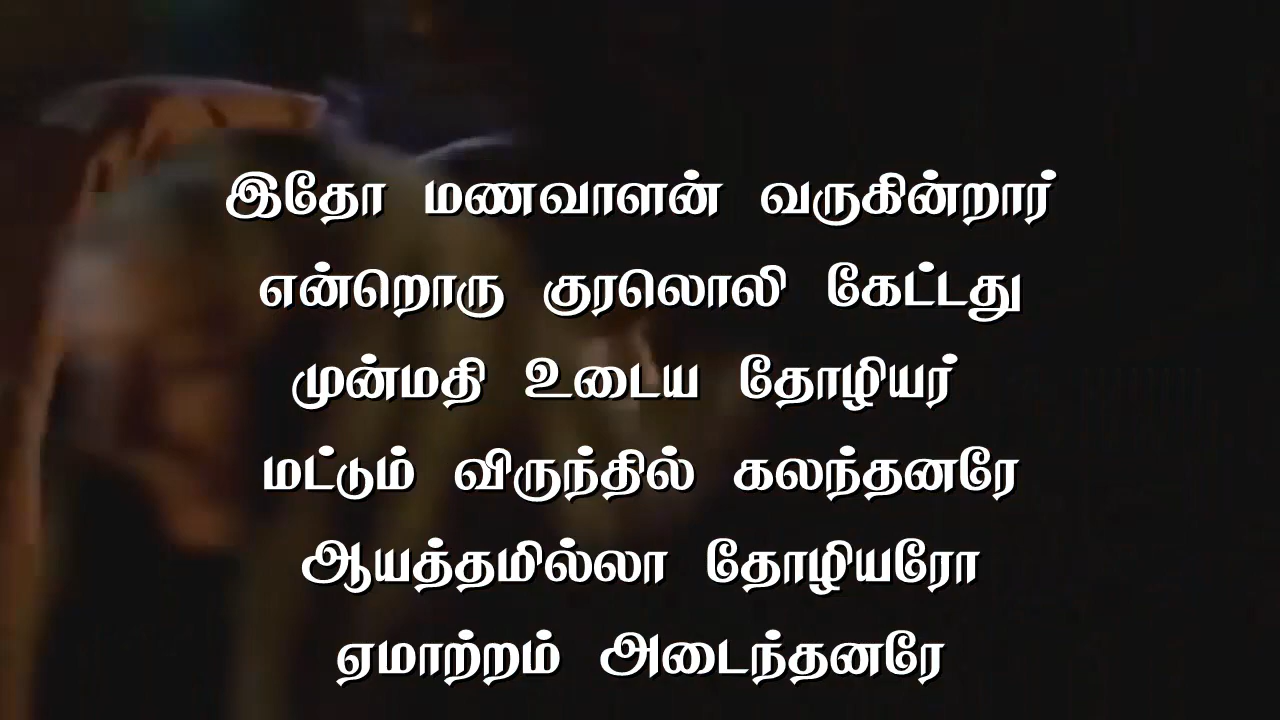 இதோ மணவாளன் வருகின்றார்
என்றொரு குரலொலி கேட்டது
முன்மதி உடைய தோழியர்
மட்டும் விருந்தில் கலந்தனரே
ஆயத்தமில்லா தோழியரோ
ஏமாற்றம் அடைந்தனரே